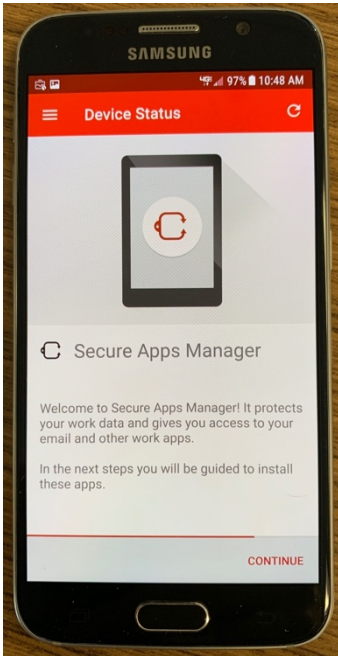 SAMSUNG
4GE 97% 10:48 AM
Device Status
Secure Apps Manager
Welcome to Secure Apps Manager! It protects
your work data and gives you access to your
email and other work apps.
In the next steps you will be guided to install
these apps.
CONTINUE